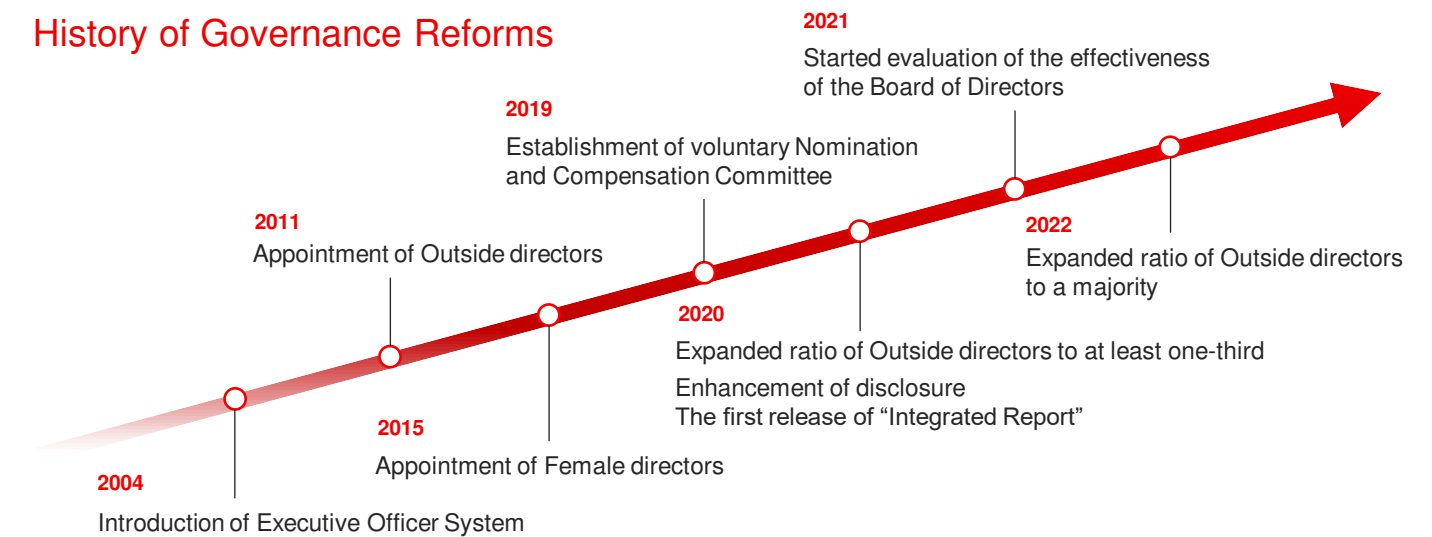 History of Governance Reforms
2004
Introduction of Executive Officer System
2011
Appointment of Outside directors
2015
Appointment of Female directors
2019
Establishment of voluntary Nomination
and Compensation Committee
2020
Expanded ratio of Outside directors to at least one-third
Enhancement of disclosure
The first release of “Integrated Report”
2021
Started evaluation of the effectiveness
of the Board of Directors
2022
Expanded ratio of Outside directors
to a majority